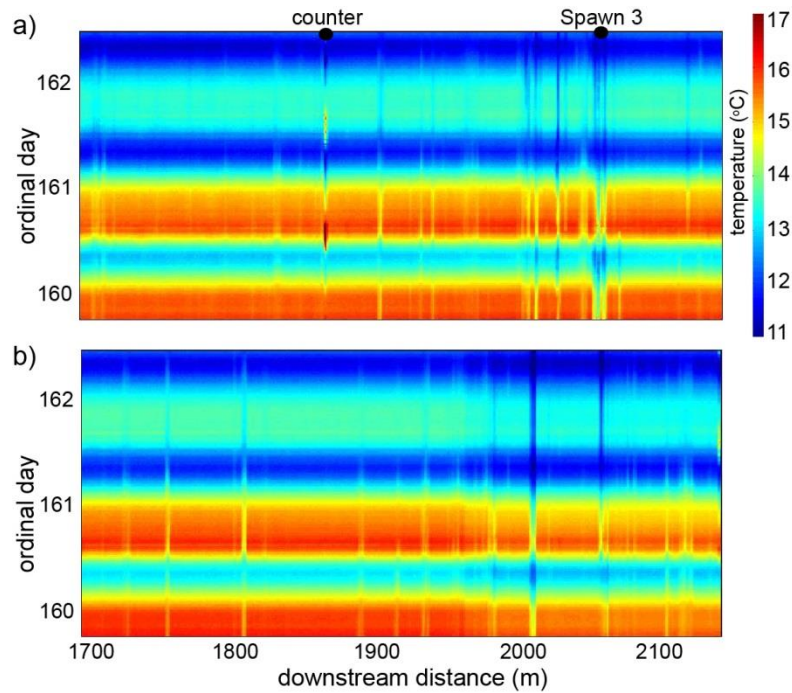 a)
counter
Spawn 3
162
161
160
ordinal day
17
16
15
14
13
12
11
temperature (°C)
b)
162
161
160
ordinal day
1700
1800
1900
2000
2100
downstream distance (m)